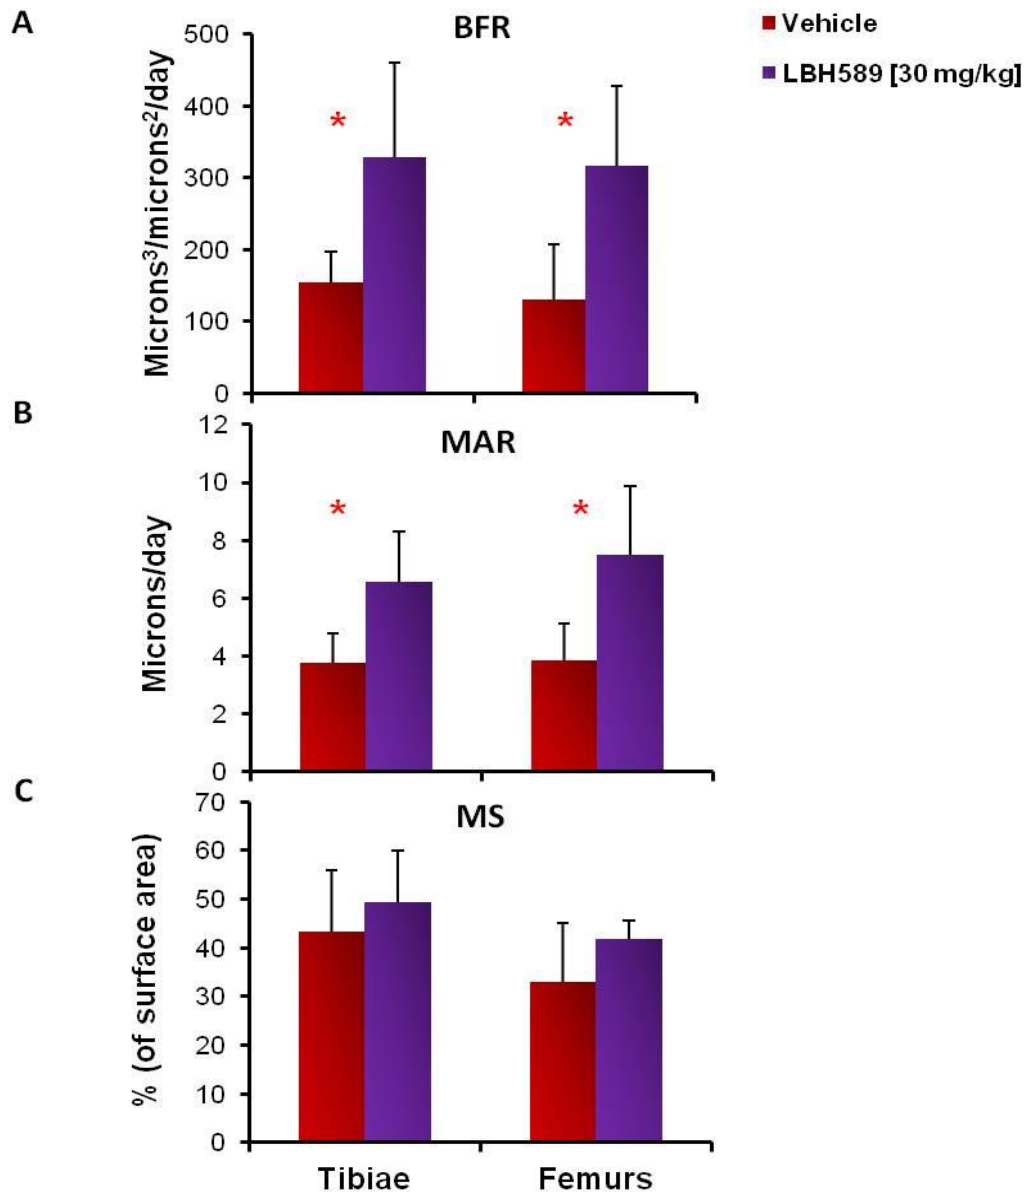 A
BFR
Vehicle
LBH589 [30 mg/kg]
500
400
300
200
100
0
Microns³/microns²/day
*
*
B
MAR
12
10
8
6
4
2
0
Microns/day
*
*
C
MS
70
60
50
40
30
20
10
0
% (of surface area)
Tibiae
Femurs